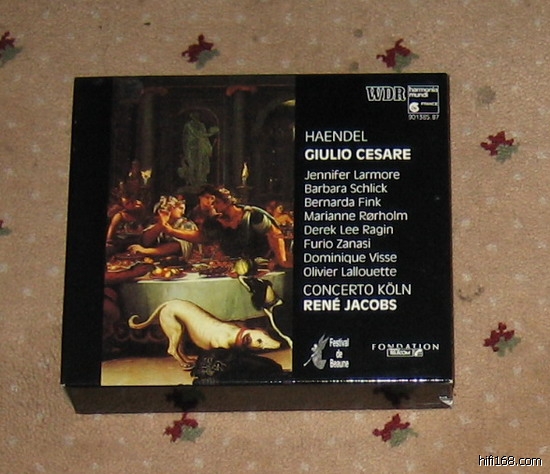 WDR
harmonia
mundi
FRANCE
901385.87
HAENDEL
GIULIO CESARE
Jennifer Larmore
Barbara Schlick
Bernarda Fink
Marianne Rørholm
Derek Lee Ragin
Furio Zanasi
Dominique Visse
Olivier Lallouette
CONCERTO KÖLN
RENÉ JACOBS
Festival
de
Beaune
FONDATION
TELECOM
hifi168.com